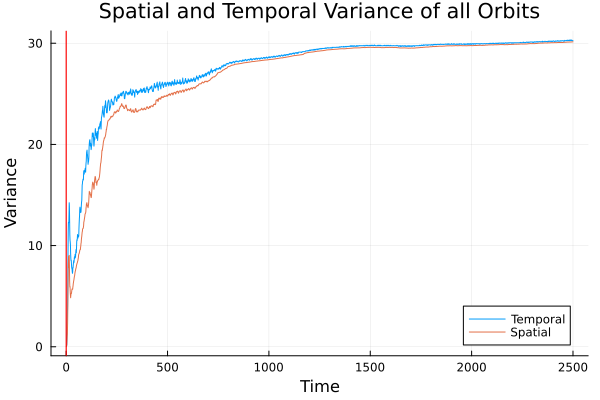 Spatial and Temporal Variance of all Orbits
30
20
10
0
Variance
Temporal
Spatial
0 500 1000 1500 2000 2500
Time